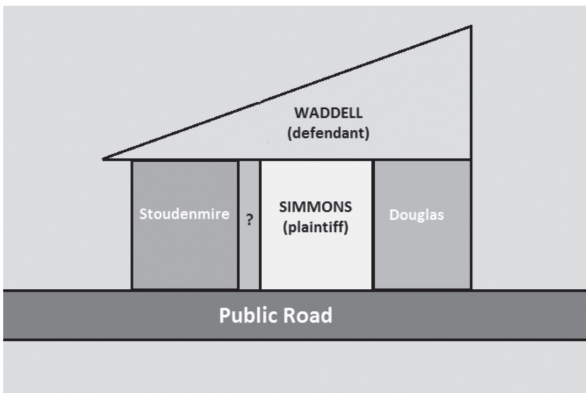 WADDELL
(defendant)
Stoudenmire
?
SIMMONS
(plaintiff)
Douglas
Public Road